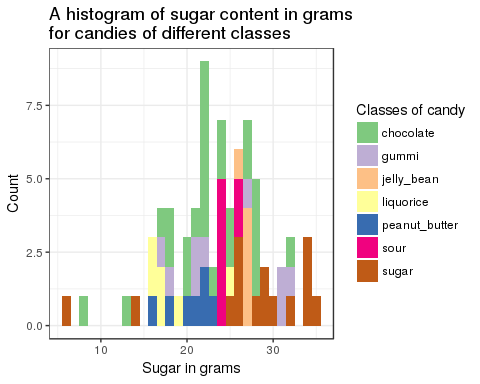 A histogram of sugar content in grams
for candies of different classes
7.5
5.0
2.5
0.0
Count
10
20
30
Sugar in grams
Classes of candy
chocolate
gummi
jelly_bean
liquorice
peanut_butter
sour
sugar